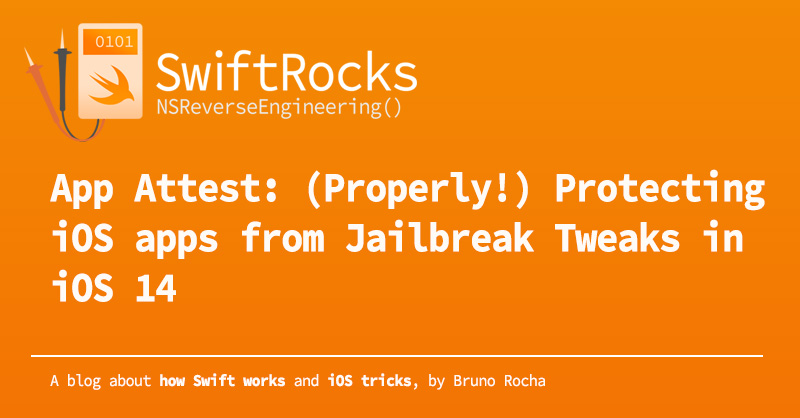 0101
SwiftRocks
NSReverseEngineering()
App Attest: (Properly!) Protecting
iOS apps from Jailbreak Tweaks in
iOS 14
A blog about how Swift works and iOS tricks, by Bruno Rocha